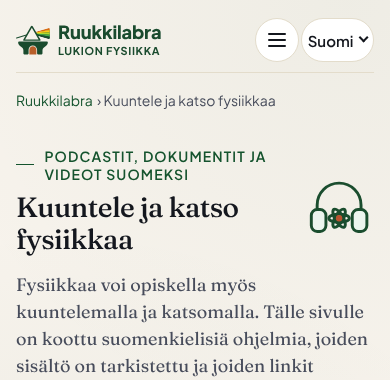 Ruukkilabra
LUKION FYSIIKKA
Suomi
Ruukkilabra › Kuuntele ja katso fysiikkaa
PODCASTIT, DOKUMENTIT JA
VIDEOT SUOMEKSI
Kuuntele ja katso
fysiikkaa
Fysiikkaa voi opiskella myös
kuuntelemalla ja katsomalla. Tälle sivulle
on koottu suomenkielisiä ohjelmia, joiden
sisältö on tarkistettu ja joiden linkit